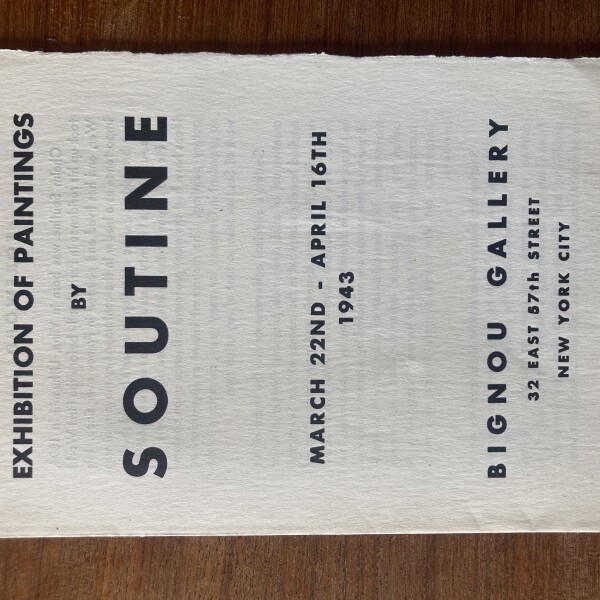 EXHIBITION OF PAINTINGS
BY
SOUTINE
MARCH 22ND - APRIL 16TH
1943
BIGNOU GALLERY
32 EAST 57th STREET
NEW YORK CITY